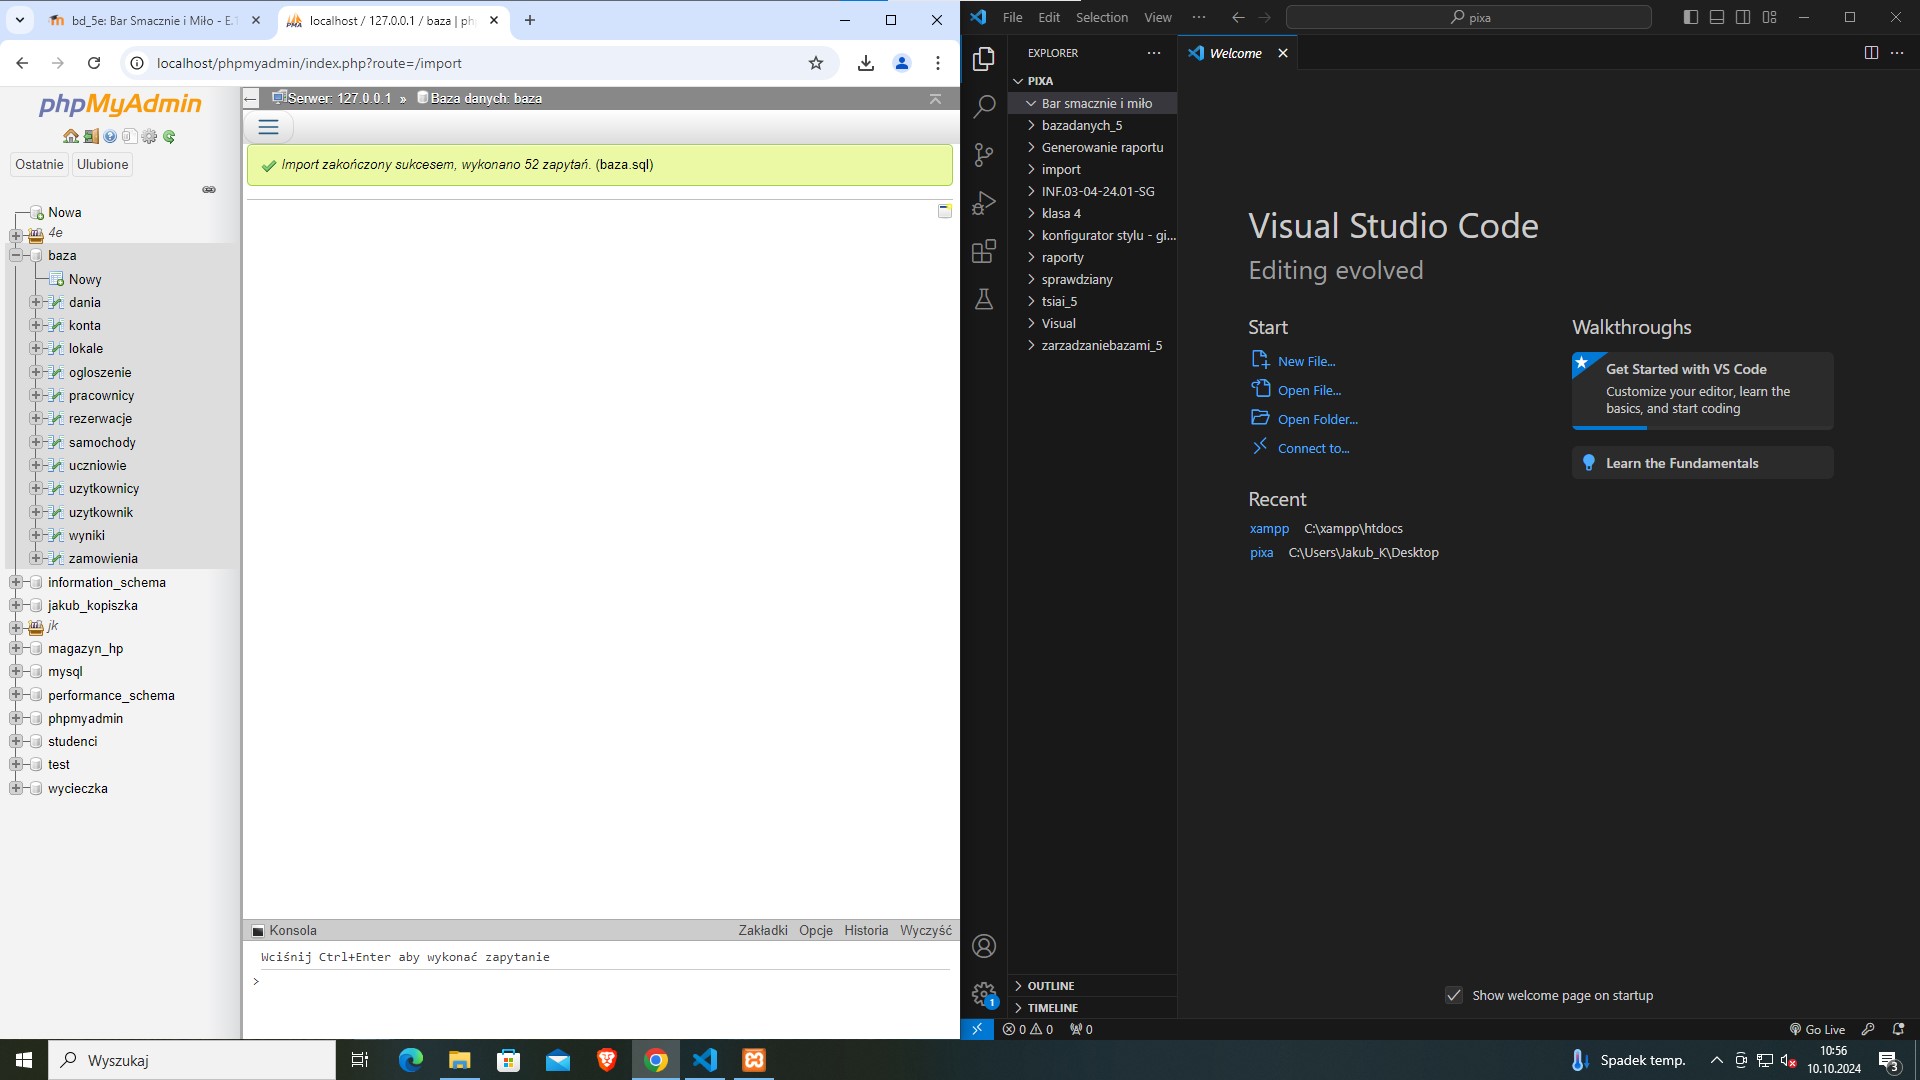 bd_5e: Bar Smacznie i Miło - E.1
localhost / 127.0.0.1 / baza | ph
localhost/phpmyadmin/index.php?route=/import
phpMyAdmin
Ostatnie
Ulubione
Nowa
4e
baza
Nowy
dania
konta
lokale
ogloszenie
pracownicy
rezerwacje
samochody
uczniowie
uzytkownicy
uzytkownik
wyniki
zamowienia
information_schema
jakub_kopiszka
jk
magazyn_hp
mysql
performance_schema
phpmyadmin
studenci
test
wycieczka
Serwer: 127.0.0.1 » Baza danych: baza
Import zakończony sukcesem, wykonano 52 zapytań. (baza.sql)
Konsola
Zakładki Opcje Historia Wyczyść
Wciśnij Ctrl+Enter aby wykonać zapytanie
>
File Edit Selection View ···
pixa
EXPLORER
Welcome
PIXA
Bar smacznie i miło
bazadanych_5
Generowanie raportu
import
INF.03-04-24.01-SG
klasa 4
konfigurator stylu - gi...
raporty
sprawdziany
tsiai_5
Visual
zarzadzaniebazami_5
OUTLINE
TIMELINE
Visual Studio Code
Editing evolved
Start
New File...
Open File...
Open Folder...
Connect to...
Recent
xampp C:\xampp\htdocs
pixa C:\Users\Jakub_K\Desktop
Walkthroughs
Get Started with VS Code
Customize your editor, learn the
basics, and start coding
Learn the Fundamentals
Show welcome page on startup
1
0 0 0
Go Live
Wyszukaj
Spadek temp.
10:56
10.10.2024
3